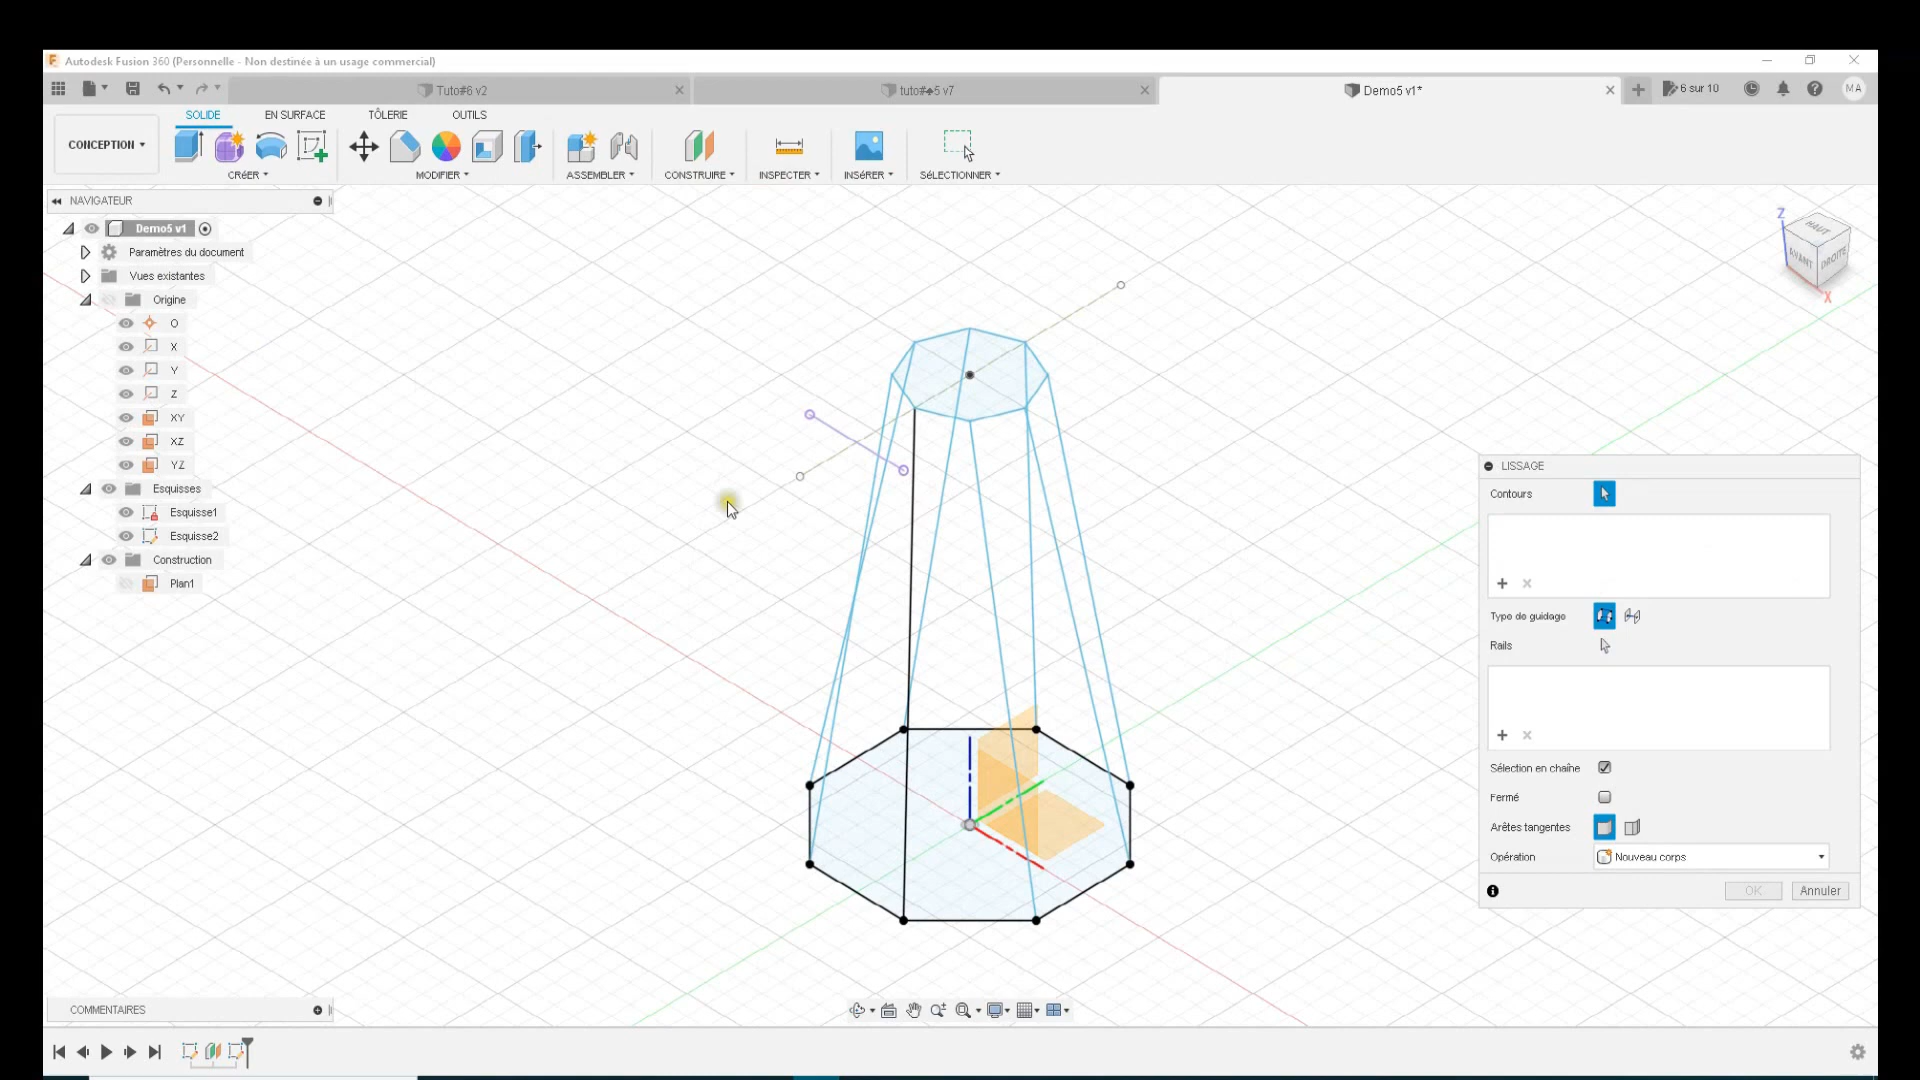 Autodesk Fusion 360 (Personnelle - Non destinée à un usage commercial)
Tuto#6 v2
tuto#♠5 v7
Demo5 v1*
6 sur 10
MA
SOLIDE
EN SURFACE
TÔLERIE
OUTILS
CONCEPTION
CRÉER
MODIFIER
ASSEMBLER
CONSTRUIRE
INSPECTER
INSÉRER
SÉLECTIONNER
NAVIGATEUR
Demo5 v1
Paramètres du document
Vues existantes
Origine
O
X
Y
Z
XY
XZ
YZ
Esquisses
Esquisse1
Esquisse2
Construction
Plan1
Z
HAUT
AVANT
DROITE
X
LISSAGE
Contours
Type de guidage
Rails
Sélection en chaîne
Fermé
Arêtes tangentes
Opération
Nouveau corps
OK
Annuler
COMMENTAIRES